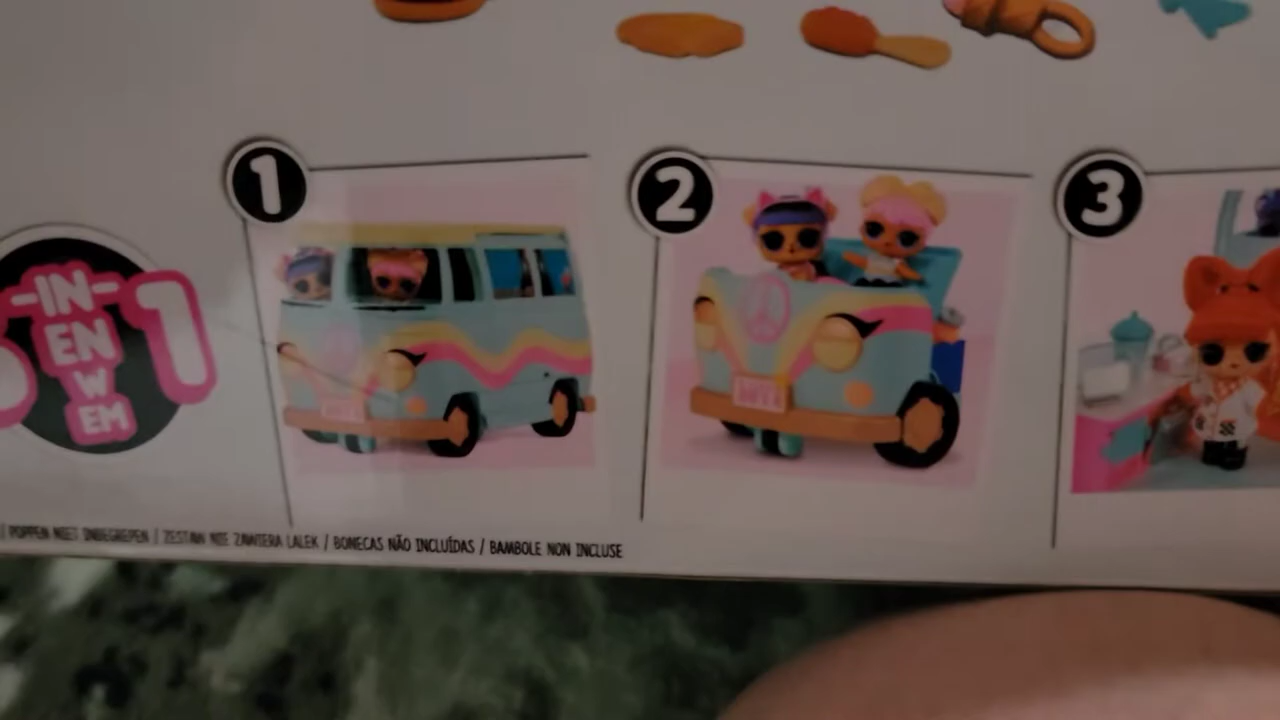 1
2
3
-IN-
EN
W
EM
1
POPPEN NIET INBEGREPEN / ZESTAW NIE ZAWIERA LALEK / BONECAS NÃO INCLUÍDAS / BAMBOLE NON INCLUSE